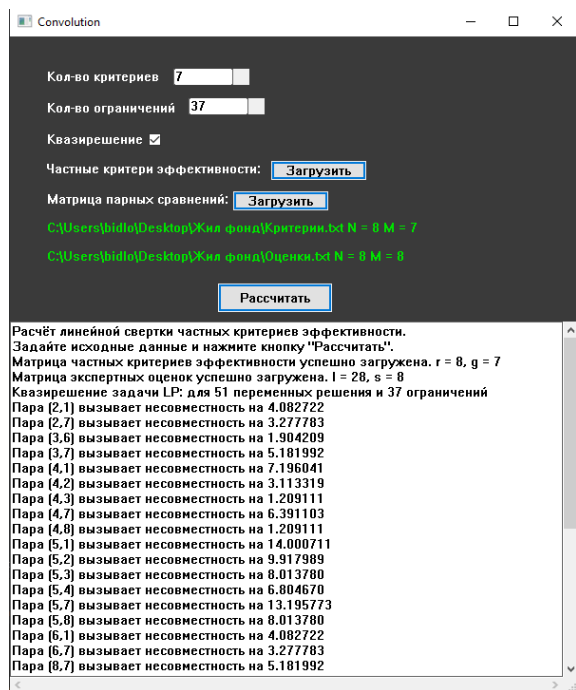 Convolution
Кол-во критериев 7
Кол-во ограничений 37
Квазирешение
Частные критери эффективности: Загрузить
Матрица парных сравнений: Загрузить
C:\Users\bidlo\Desktop\Жил фонд\Критерии.txt N = 8 M = 7
C:\Users\bidlo\Desktop\Жил фонд\Оценки.txt N = 8 M = 8
Рассчитать
Расчёт линейной свертки частных критериев эффективности.
Задайте исходные данные и нажмите кнопку "Рассчитать".
Матрица частных критериев эффективности успешно загружена. r = 8, g = 7
Матрица экспертных оценок успешно загружена. l = 28, s = 8
Квазирешение задачи LP: для 51 переменных решения и 37 ограничений
Пара (2,1) вызывает несовместность на 4.082722
Пара (2,7) вызывает несовместность на 3.277783
Пара (3,6) вызывает несовместность на 1.904209
Пара (3,7) вызывает несовместность на 5.181992
Пара (4,1) вызывает несовместность на 7.196041
Пара (4,2) вызывает несовместность на 3.113319
Пара (4,3) вызывает несовместность на 1.209111
Пара (4,7) вызывает несовместность на 6.391103
Пара (4,8) вызывает несовместность на 1.209111
Пара (5,1) вызывает несовместность на 14.000711
Пара (5,2) вызывает несовместность на 9.917989
Пара (5,3) вызывает несовместность на 8.013780
Пара (5,4) вызывает несовместность на 6.804670
Пара (5,7) вызывает несовместность на 13.195773
Пара (5,8) вызывает несовместность на 8.013780
Пара (6,1) вызывает несовместность на 4.082722
Пара (6,7) вызывает несовместность на 3.277783
Пара (8,7) вызывает несовместность на 5.181992